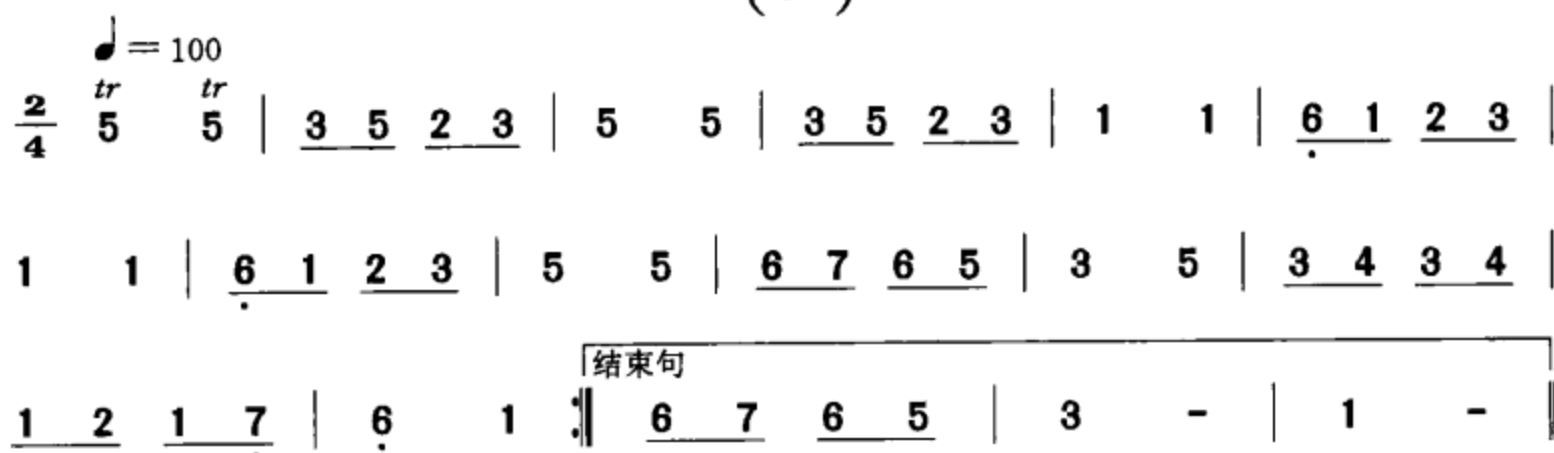 ♩= 100
tr tr
2/4 5 5 | 3 5 2 3 | 5 5 | 3 5 2 3 | 1 1 | 6̣ 1 2 3 |
1 1 | 6̣ 1 2 3 | 5 5 | 6 7 6 5 | 3 5 | 3 4 3 4 |
结束句
1 2 1 7 | 6̣ 1 :‖ 6 7 6 5 | 3 - | 1 - ‖